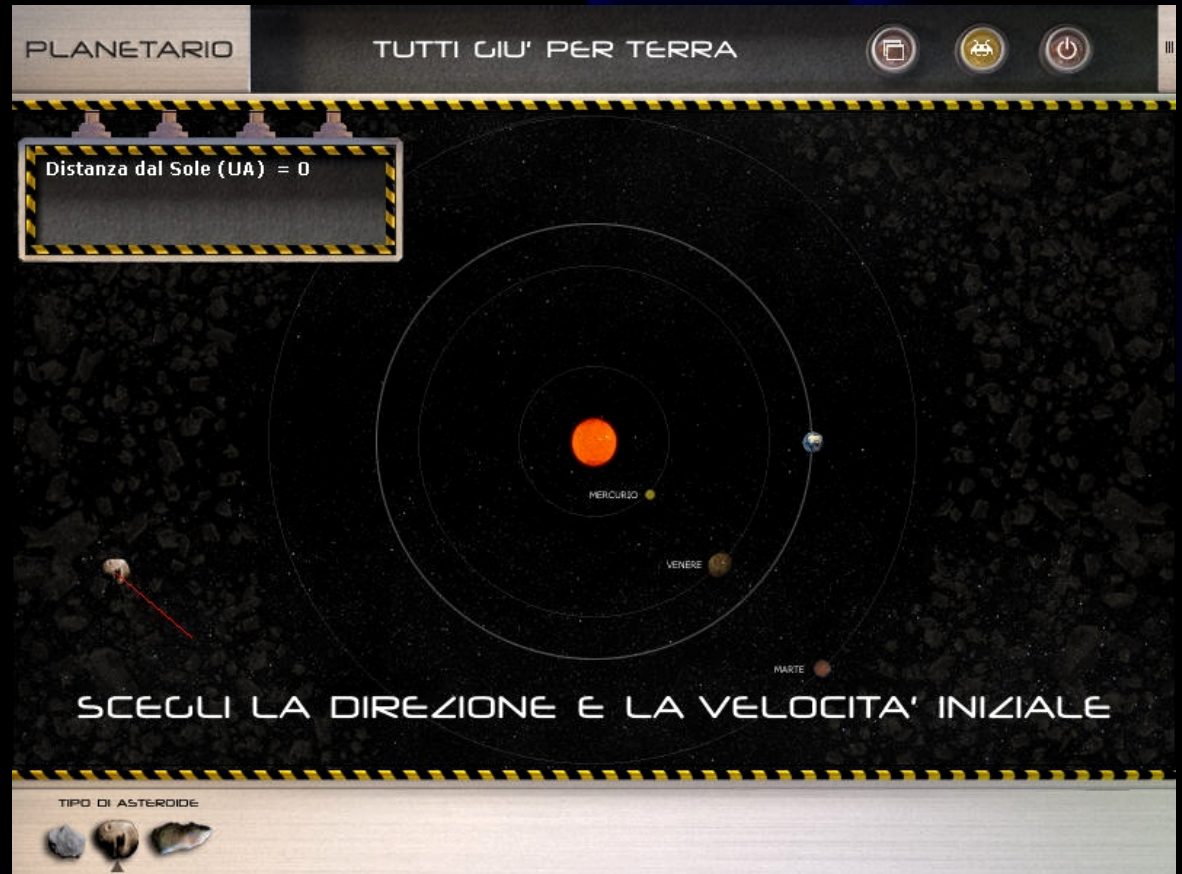 PLANETARIO
TUTTI GIU' PER TERRA
Distanza dal Sole (UA) = 0
MERCURIO
VENERE
MARTE
SCEGLI LA DIREZIONE E LA VELOCITA' INIZIALE
TIPO DI ASTEROIDE